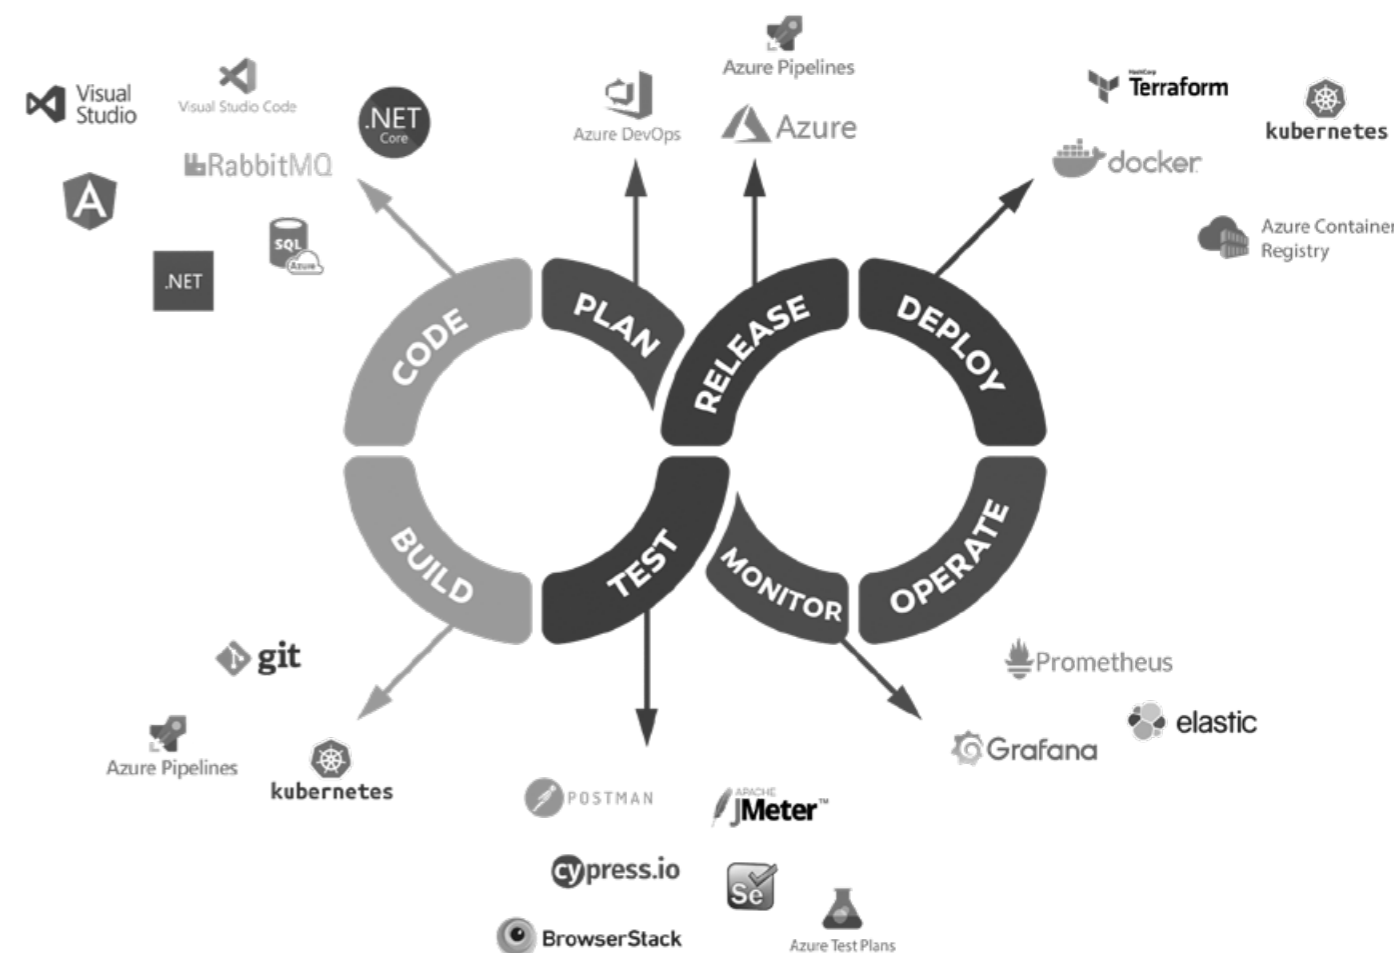 Visual
Studio
Visual Studio Code
.NET
Core
RabbitMQ
A
SQL
Azure
.NET
Azure DevOps
Azure Pipelines
Azure
HashiCorp
Terraform
kubernetes
docker
Azure Container
Registry
CODE
PLAN
RELEASE
DEPLOY
BUILD
TEST
MONITOR
OPERATE
git
Azure Pipelines
kubernetes
POSTMAN
APACHE
JMeter™
cypress.io
Se
BrowserStack
Azure Test Plans
Prometheus
elastic
Grafana